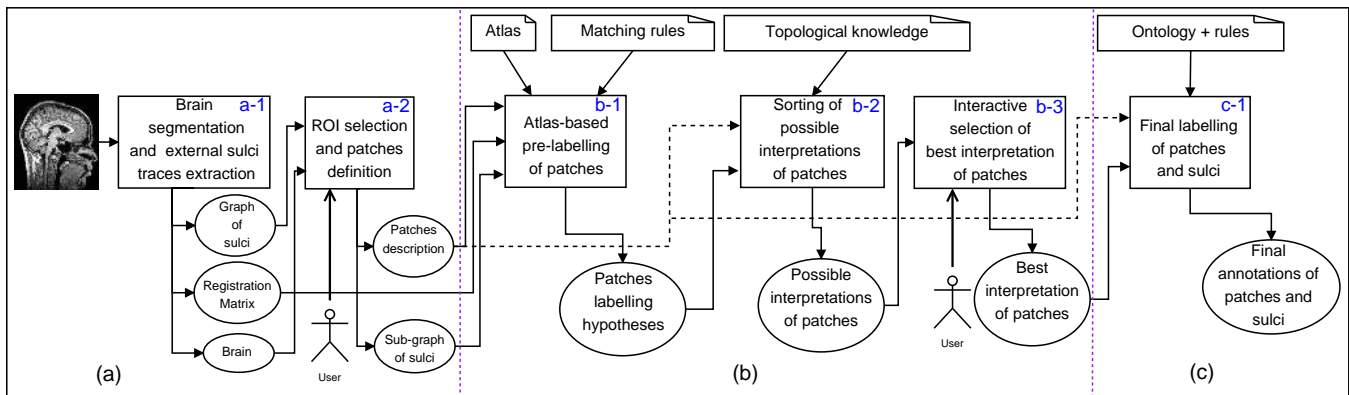 Atlas
Matching rules
Topological knowledge
Ontology + rules
a-1
Brain
segmentation
and external sulci
traces extraction
a-2
ROI selection
and patches
definition
b-1
Atlas-based
pre-labelling
of patches
b-2
Sorting of
possible
interpretations
of patches
b-3
Interactive
selection of
best interpretation
of patches
c-1
Final labelling
of patches
and sulci
Graph
of
sulci
Patches
description
Registration
Matrix
Brain
User
Sub-graph
of sulci
Patches
labelling
hypotheses
Possible
interpretations
of patches
User
Best
interpretation
of patches
Final
annotations of
patches and
sulci
(a)
(b)
(c)